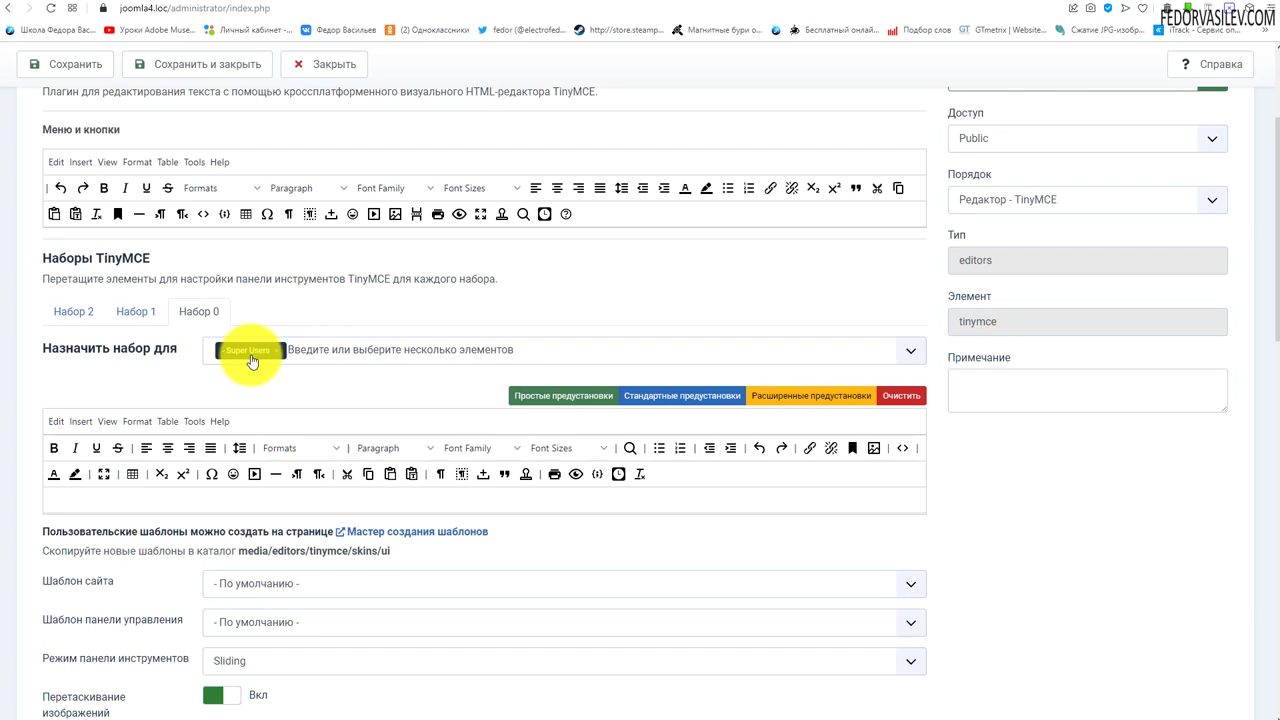 joomla4.loc/administrator/index.php
FEDORVASILEV.COM
Школа Федора Вас...
Уроки Adobe Muse...
Личный кабинет -...
Федор Васильев
(2) Одноклассники
fedor (@electrofed...
http://store.steamp...
Магнитные бури о...
Бесплатный онлай...
Подбор слов
GTmetrix | Website...
Сжатие JPG-изобр...
iTrack - Сервис оп...
Сохранить
Сохранить и закрыть
Закрыть
Справка
Плагин для редактирования текста с помощью кроссплатформенного визуального HTML-редактора TinyMCE.
Меню и кнопки
Edit Insert View Format Table Tools Help
Formats Paragraph Font Family Font Sizes
Наборы TinyMCE
Перетащите элементы для настройки панели инструментов TinyMCE для каждого набора.
Набор 2 Набор 1 Набор 0
Назначить набор для
Super Users × Введите или выберите несколько элементов
Простые предустановки Стандартные предустановки Расширенные предустановки Очистить
Edit Insert View Format Table Tools Help
Formats Paragraph Font Family Font Sizes
Пользовательские шаблоны можно создать на странице Мастер создания шаблонов
Скопируйте новые шаблоны в каталог media/editors/tinymce/skins/ui
Шаблон сайта
- По умолчанию -
Шаблон панели управления
- По умолчанию -
Режим панели инструментов
Sliding
Перетаскивание
изображений
Вкл
Доступ
Public
Порядок
Редактор - TinyMCE
Тип
editors
Элемент
tinymce
Примечание